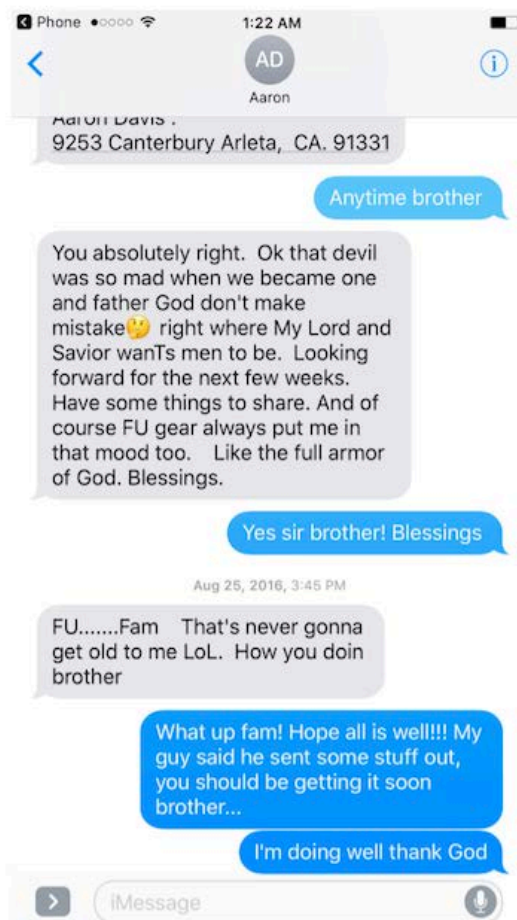 Phone
1:22 AM
AD
Aaron
Aaron Davis .
9253 Canterbury Arleta, CA. 91331
Anytime brother
You absolutely right. Ok that devil
was so mad when we became one
and father God don't make
mistake🤔 right where My Lord and
Savior wanTs men to be. Looking
forward for the next few weeks.
Have some things to share. And of
course FU gear always put me in
that mood too. Like the full armor
of God. Blessings.
Yes sir brother! Blessings
Aug 25, 2016, 3:45 PM
FU.......Fam That's never gonna
get old to me LoL. How you doin
brother
What up fam! Hope all is well!!! My
guy said he sent some stuff out,
you should be getting it soon
brother...
I'm doing well thank God
iMessage